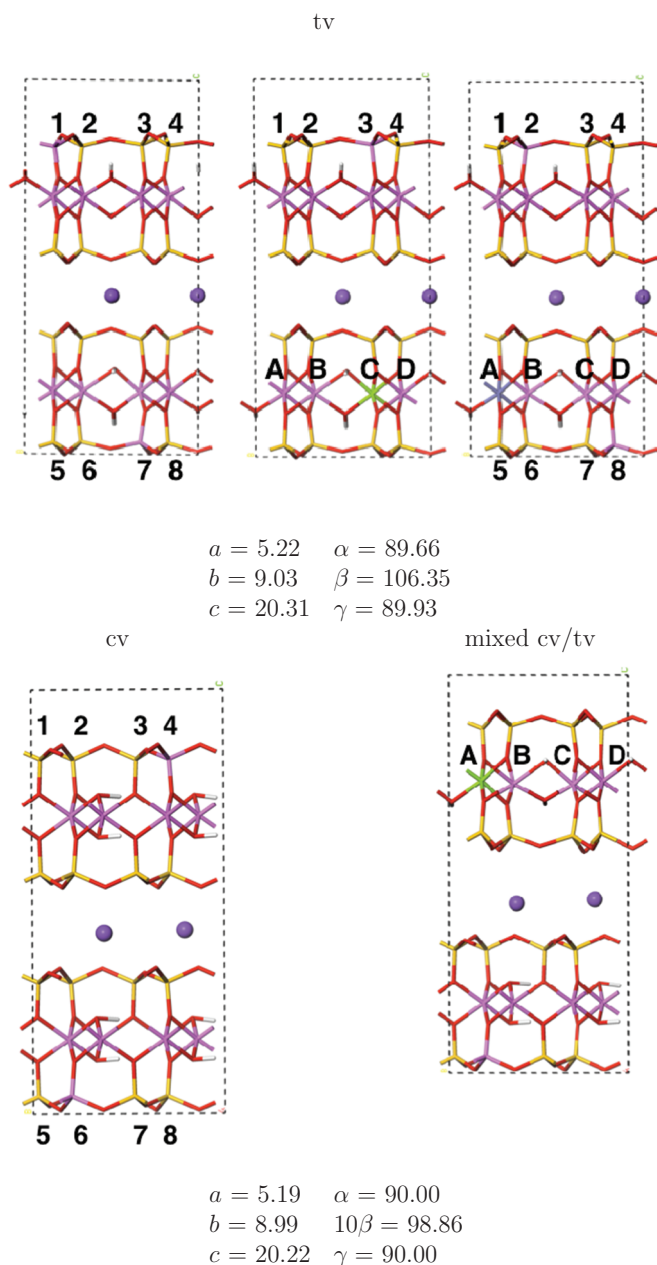 tv
1 2 3 4 1 2 3 4 1 2 3 4
A B C D A B C D
5 6 7 8 5 6 7 8
a = 5.22 α = 89.66
b = 9.03 β = 106.35
c = 20.31 γ = 89.93
cv mixed cv/tv
1 2 3 4
A B C D
5 6 7 8
a = 5.19 α = 90.00
b = 8.99 10β = 98.86
c = 20.22 γ = 90.00